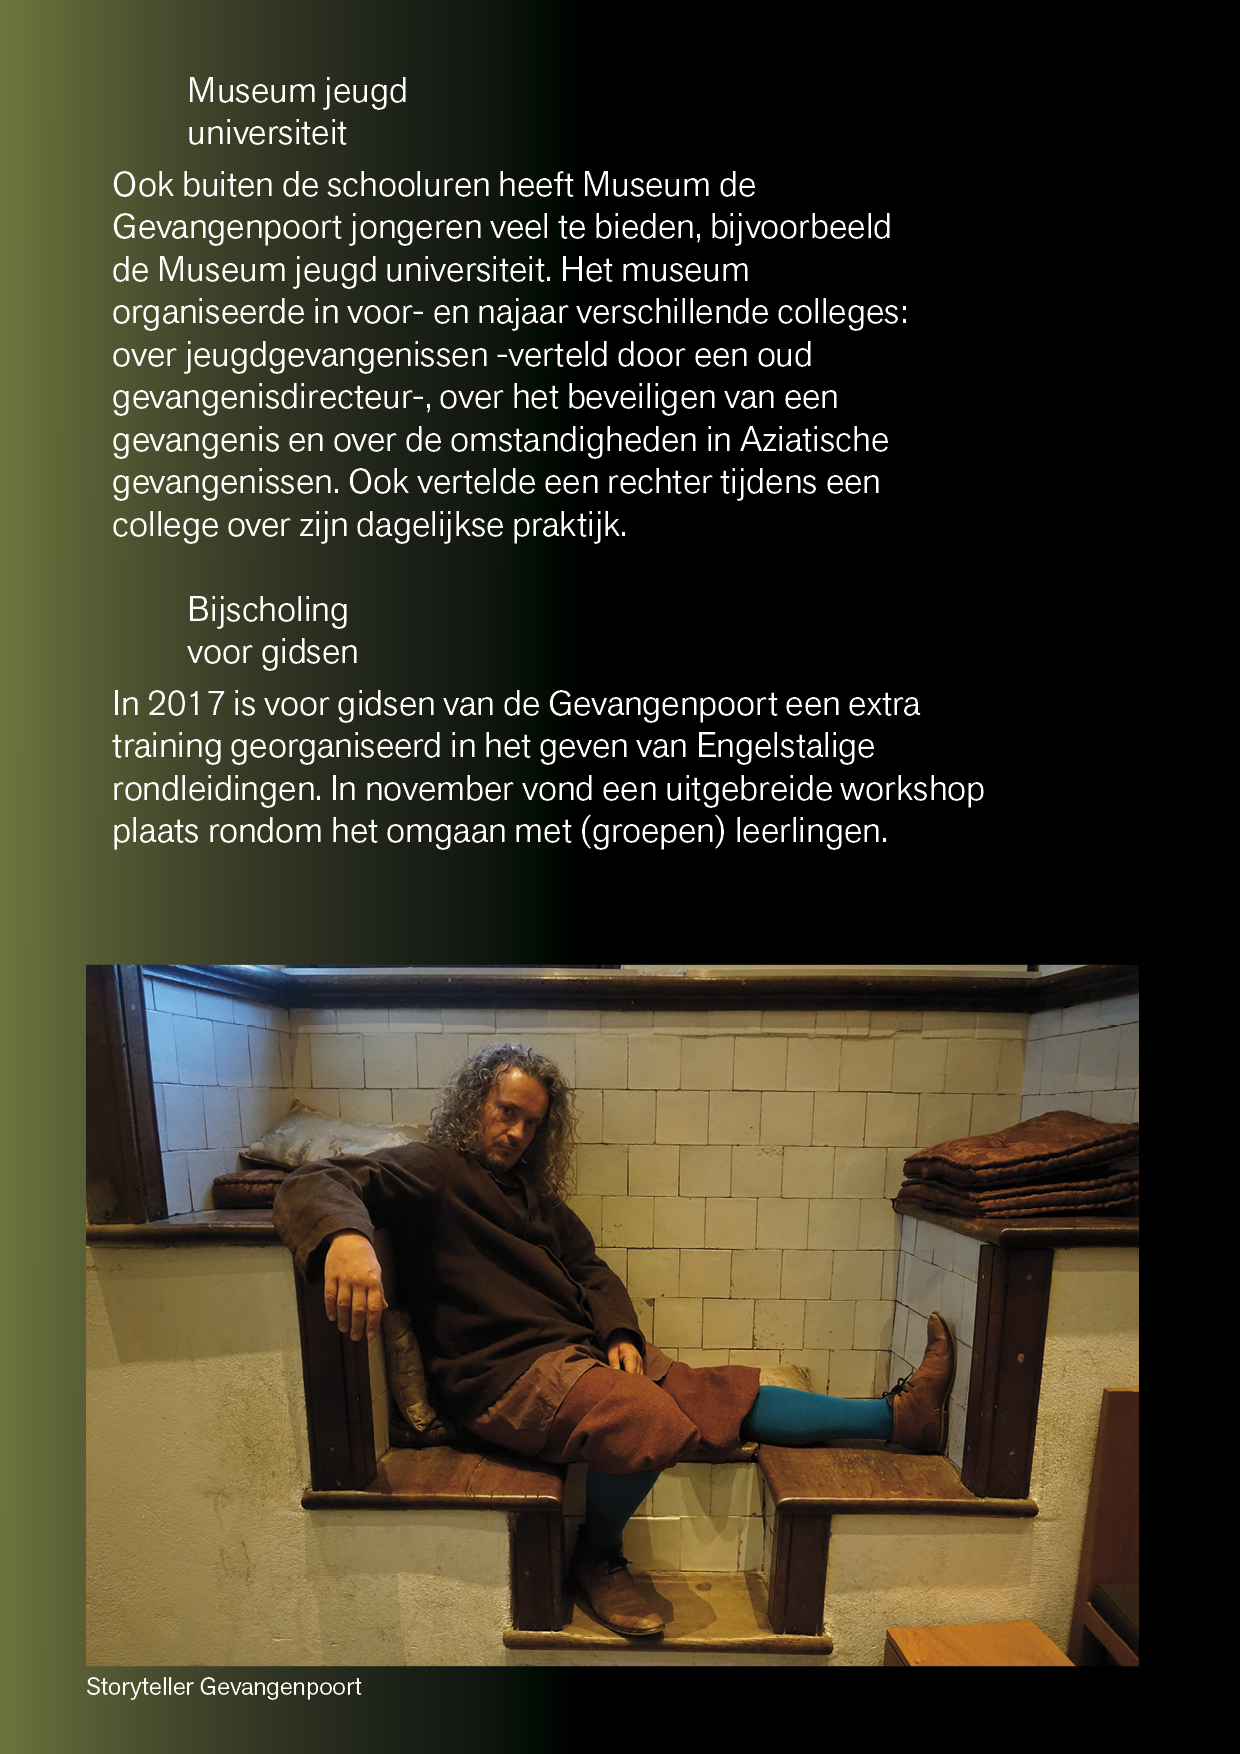 Museum jeugd
universiteit
Ook buiten de schooluren heeft Museum de
Gevangenpoort jongeren veel te bieden, bijvoorbeeld
de Museum jeugd universiteit. Het museum
organiseerde in voor- en najaar verschillende colleges:
over jeugdgevangenissen -verteld door een oud
gevangenisdirecteur-, over het beveiligen van een
gevangenis en over de omstandigheden in Aziatische
gevangenissen. Ook vertelde een rechter tijdens een
college over zijn dagelijkse praktijk.
Bijscholing
voor gidsen
In 2017 is voor gidsen van de Gevangenpoort een extra
training georganiseerd in het geven van Engelstalige
rondleidingen. In november vond een uitgebreide workshop
plaats rondom het omgaan met (groepen) leerlingen.
Storyteller Gevangenpoort